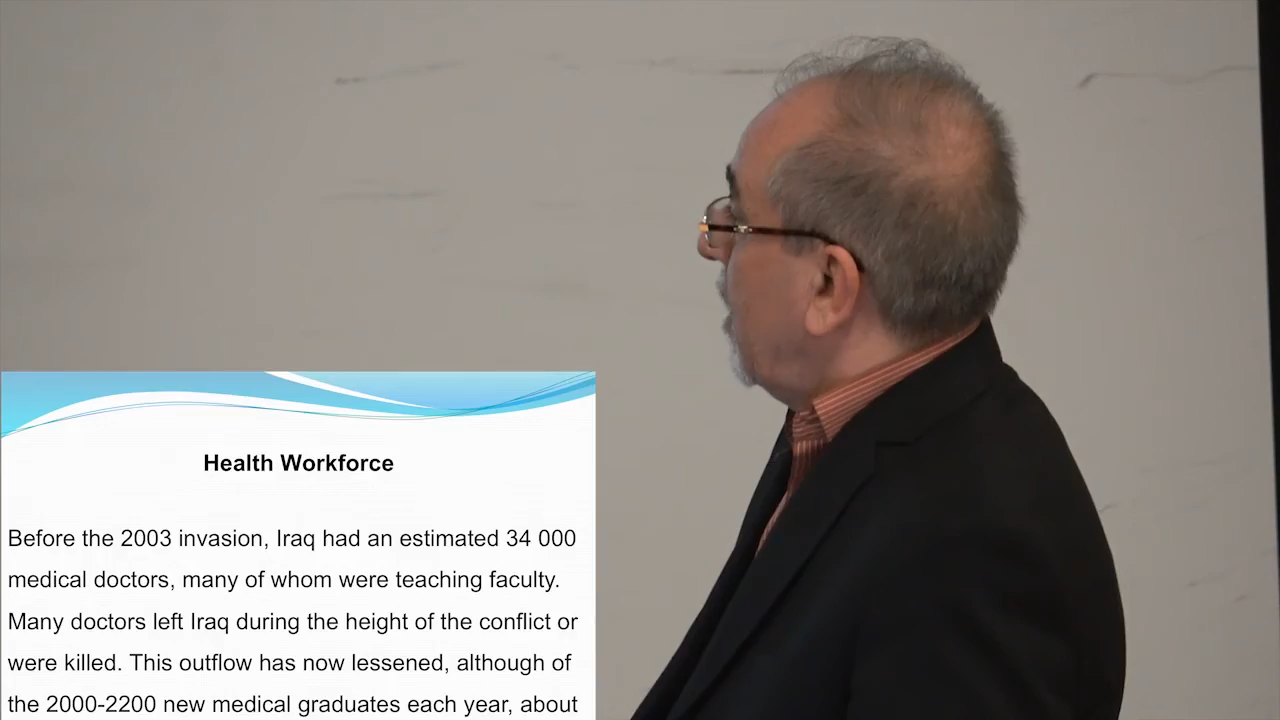 Health Workforce
Before the 2003 invasion, Iraq had an estimated 34 000
medical doctors, many of whom were teaching faculty.
Many doctors left Iraq during the height of the conflict or
were killed. This outflow has now lessened, although of
the 2000-2200 new medical graduates each year, about